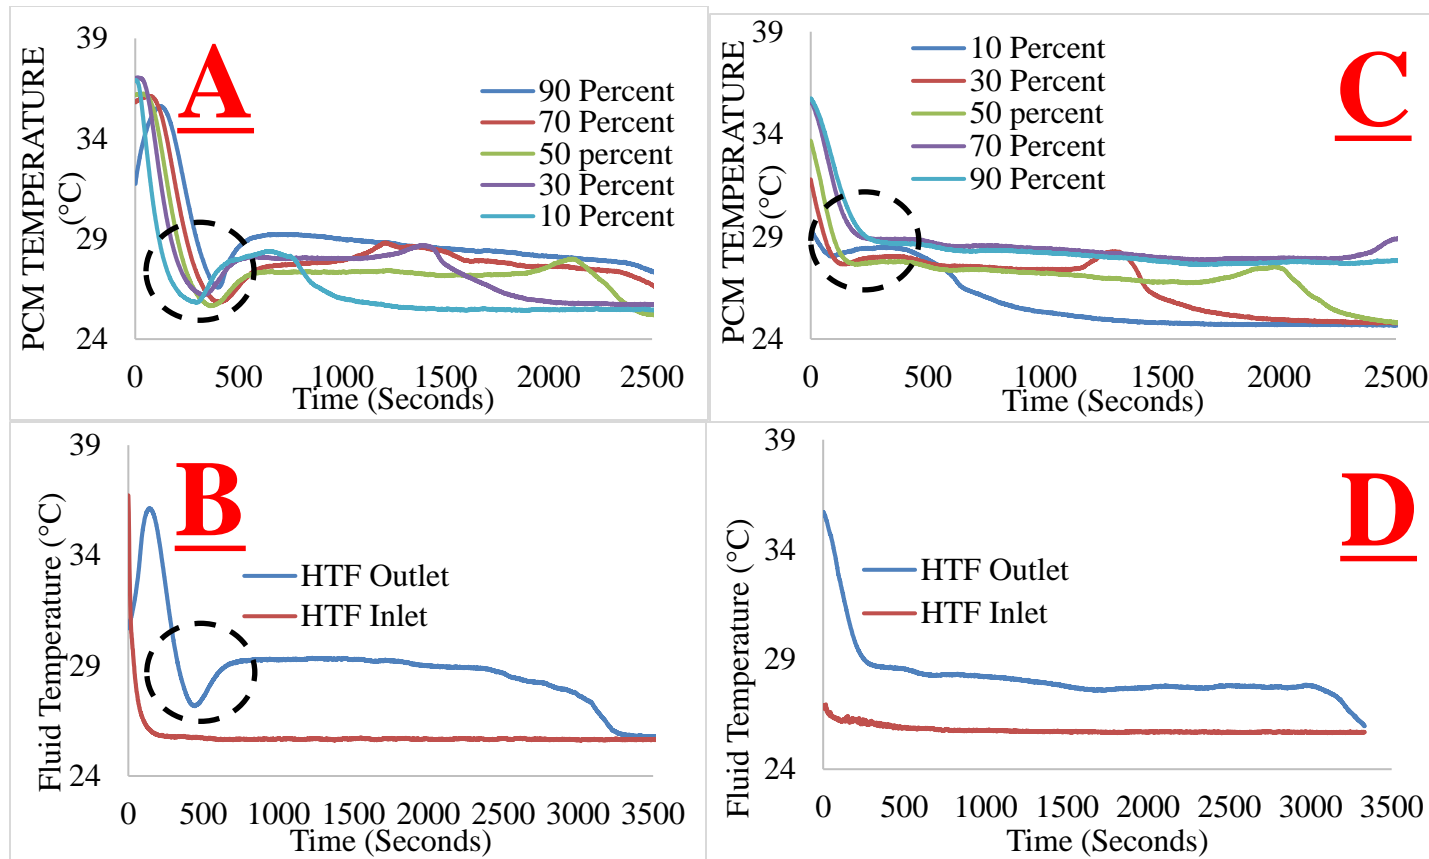 A
PCM TEMPERATURE
(°C)
39
34
29
24
90 Percent
70 Percent
50 percent
30 Percent
10 Percent
0 500 1000 1500 2000 2500
Time (Seconds)
C
PCM TEMPERATURE
(°C)
39
34
29
24
10 Percent
30 Percent
50 percent
70 Percent
90 Percent
0 500 1000 1500 2000 2500
Time (Seconds)
B
Fluid Temperature (°C)
39
34
29
24
HTF Outlet
HTF Inlet
0 500 1000 1500 2000 2500 3000 3500
Time (Seconds)
D
Fluid Temperature (°C)
39
34
29
24
HTF Outlet
HTF Inlet
0 500 1000 1500 2000 2500 3000 3500
Time (Seconds)